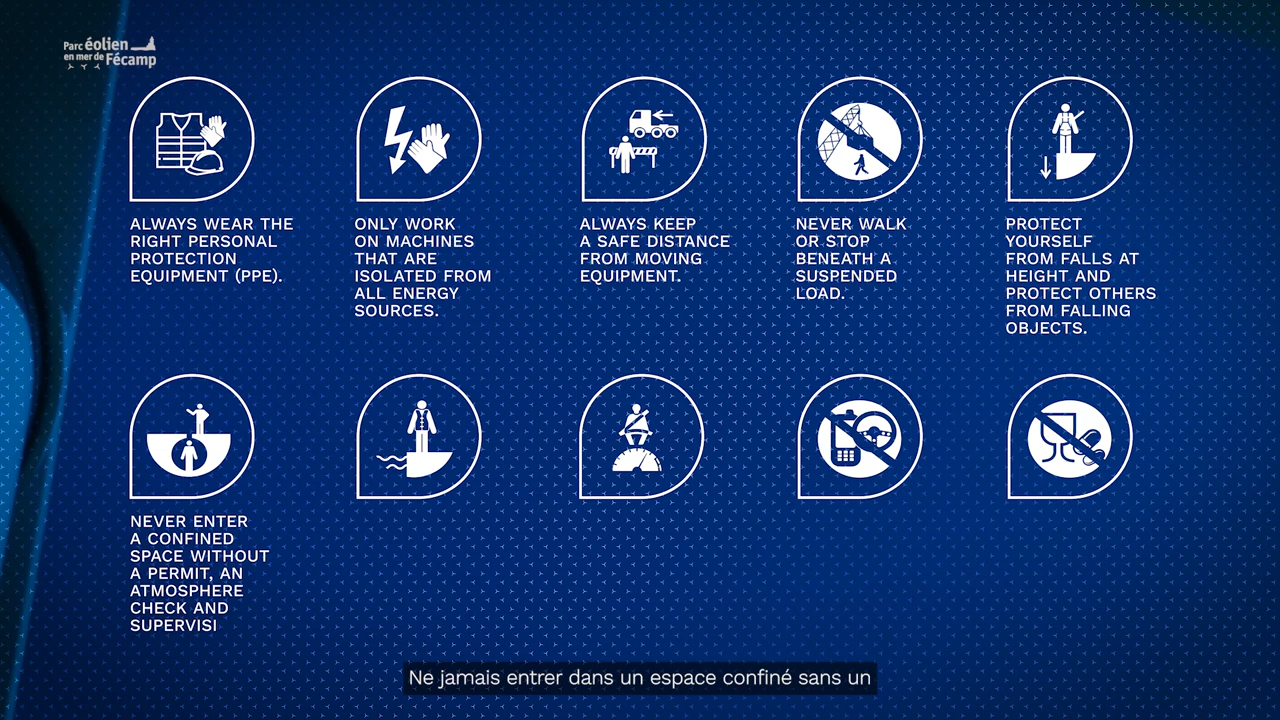 Parc éolien
en mer de Fécamp
ALWAYS WEAR THE
RIGHT PERSONAL
PROTECTION
EQUIPMENT (PPE).
ONLY WORK
ON MACHINES
THAT ARE
ISOLATED FROM
ALL ENERGY
SOURCES.
ALWAYS KEEP
A SAFE DISTANCE
FROM MOVING
EQUIPMENT.
NEVER WALK
OR STOP
BENEATH A
SUSPENDED
LOAD.
PROTECT
YOURSELF
FROM FALLS AT
HEIGHT AND
PROTECT OTHERS
FROM FALLING
OBJECTS.
NEVER ENTER
A CONFINED
SPACE WITHOUT
A PERMIT, AN
ATMOSPHERE
CHECK AND
SUPERVISI
Ne jamais entrer dans un espace confiné sans un